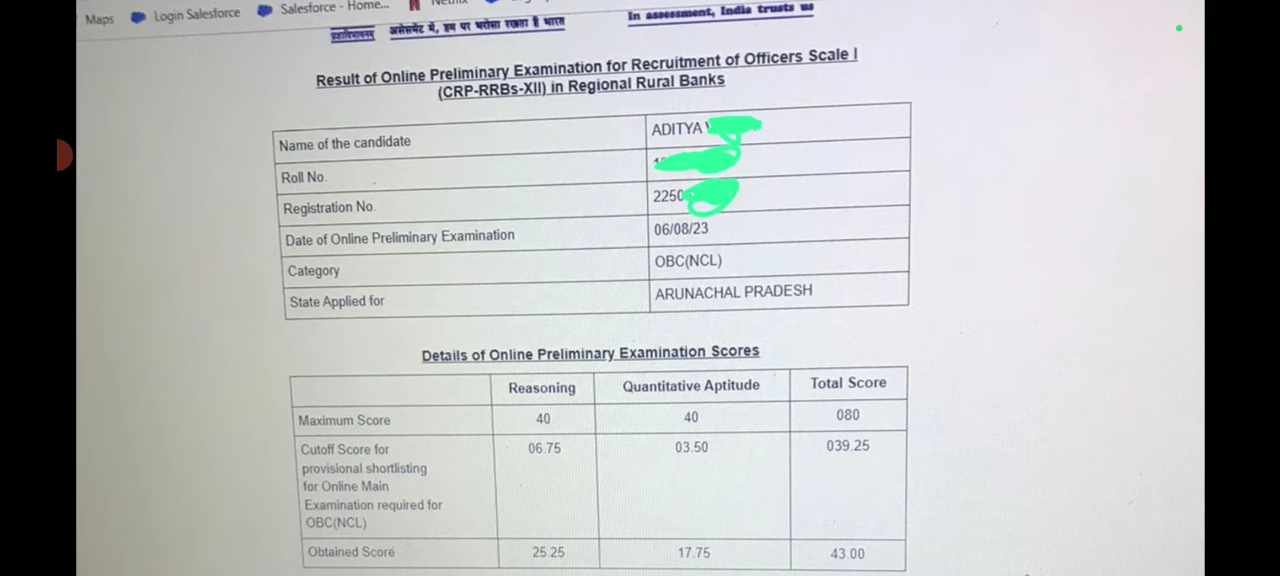 Maps Login Salesforce Salesforce - Home...
असेसमेंट में, हम पर भरोसा रखता है भारत In assessment, India trusts us
Result of Online Preliminary Examination for Recruitment of Officers Scale I
(CRP-RRBs-XII) in Regional Rural Banks
Name of the candidate ADITYA
Roll No.
Registration No. 2250
Date of Online Preliminary Examination 06/08/23
Category OBC(NCL)
State Applied for ARUNACHAL PRADESH
Details of Online Preliminary Examination Scores
Reasoning Quantitative Aptitude Total Score
Maximum Score 40 40 080
Cutoff Score for 06.75 03.50 039.25
provisional shortlisting
for Online Main
Examination required for
OBC(NCL)
Obtained Score 25.25 17.75 43.00